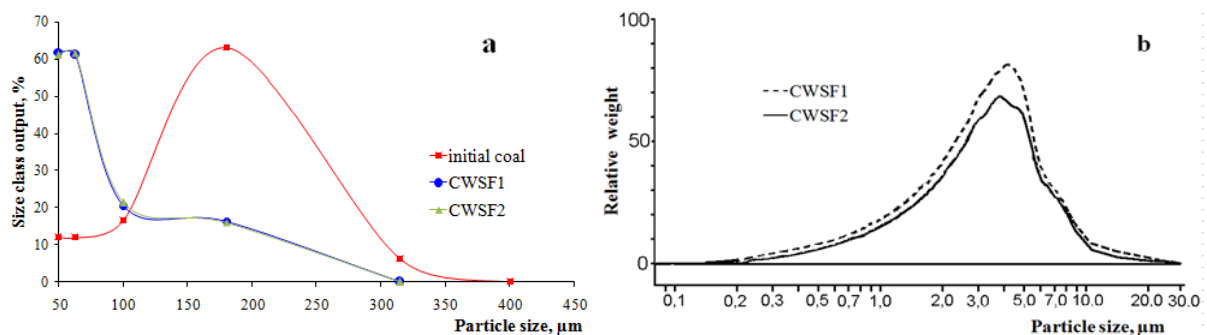 a
Size class output, %
70
60
50
40
30
20
10
0
50 100 150 200 250 300 350 400 450
Particle size, µm
initial coal
CWSF1
CWSF2
b
Relative weight
100
50
0
CWSF1
CWSF2
0,1 0,2 0,3 0,5 0,7 1,0 2,0 3,0 5,0 7,0 10.0 20.0 30.0
Particle size, µm